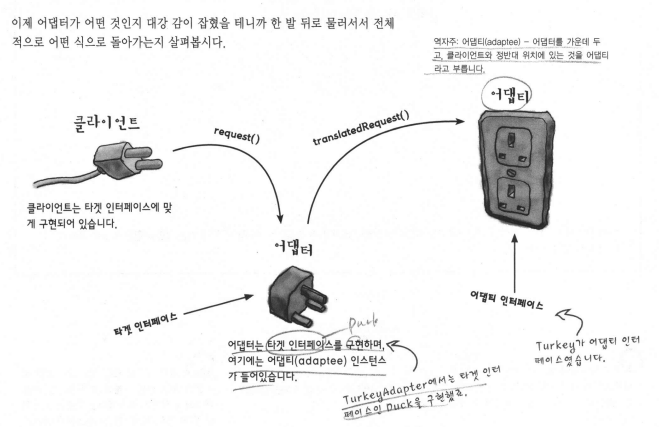 이제 어댑터가 어떤 것인지 대강 감이 잡혔을 테니까 한 발 뒤로 물러서서 전체
적으로 어떤 식으로 돌아가는지 살펴봅시다.
역자주: 어댑티(adaptee) – 어댑터를 가운데 두
고, 클라이언트와 정반대 위치에 있는 것을 어댑티
라고 부릅니다.
어댑티
클라이언트
request()
translatedRequest()
클라이언트는 타겟 인터페이스에 맞
게 구현되어 있습니다.
어댑터
타겟 인터페이스
어댑티 인터페이스
Duck
어댑터는 타겟 인터페이스를 구현하며,
여기에는 어댑티(adaptee) 인스턴스
가 들어있습니다.
Turkey가 어댑티 인터
페이스였습니다.
TurkeyAdapter에서는 타겟 인터
페이스인 Duck을 구현했죠.